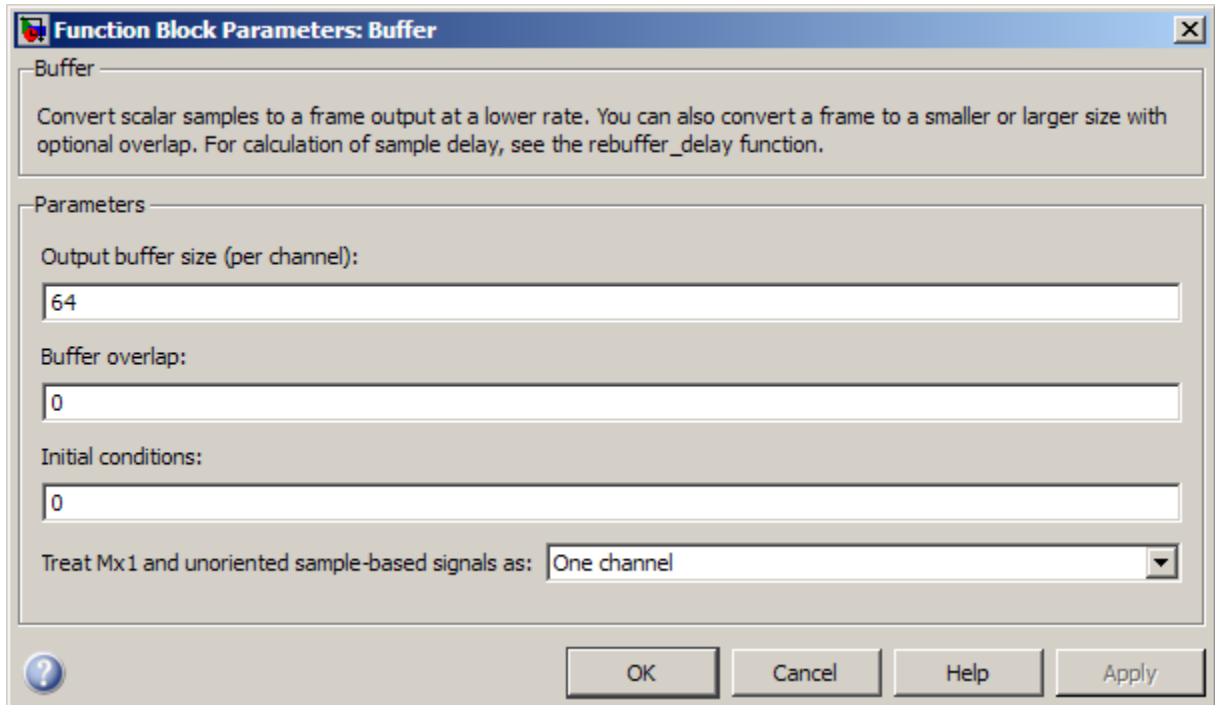 Function Block Parameters: Buffer
Buffer
Convert scalar samples to a frame output at a lower rate. You can also convert a frame to a smaller or larger size with
optional overlap. For calculation of sample delay, see the rebuffer_delay function.
Parameters
Output buffer size (per channel):
64
Buffer overlap:
0
Initial conditions:
0
Treat Mx1 and unoriented sample-based signals as: One channel
OK Cancel Help Apply